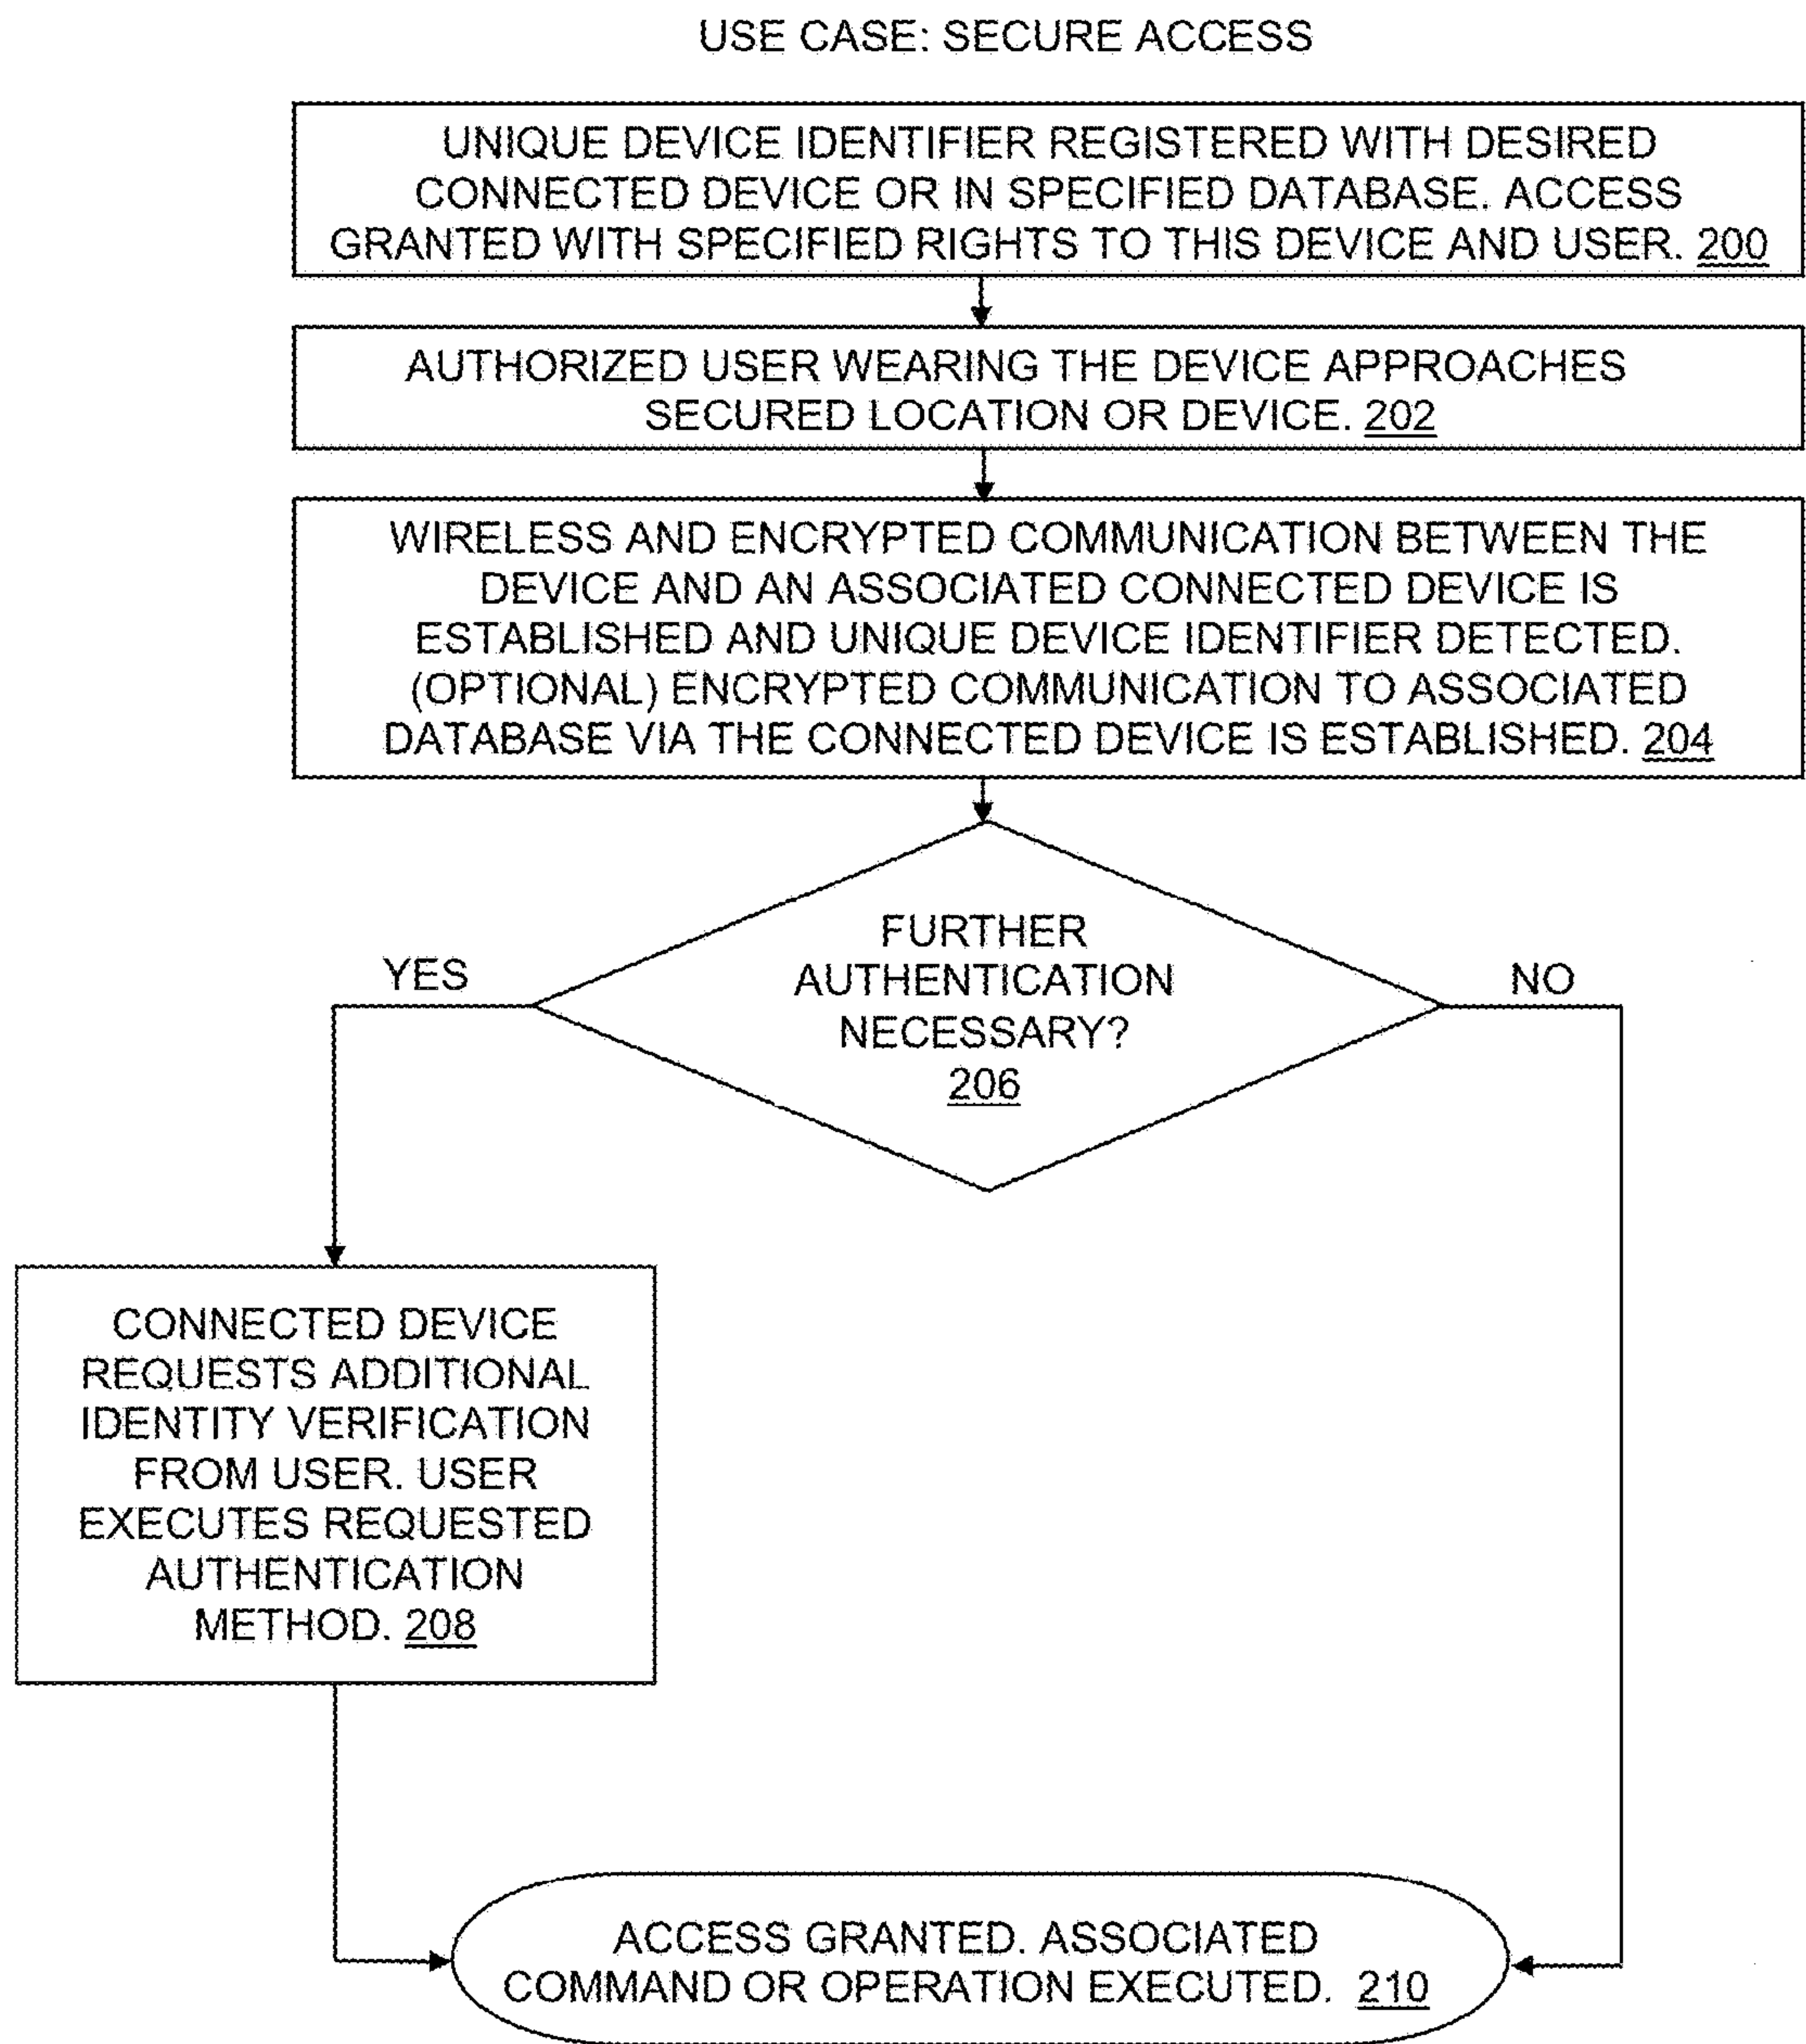 USE CASE: SECURE ACCESS
UNIQUE DEVICE IDENTIFIER REGISTERED WITH DESIRED
CONNECTED DEVICE OR IN SPECIFIED DATABASE. ACCESS
GRANTED WITH SPECIFIED RIGHTS TO THIS DEVICE AND USER. 200
AUTHORIZED USER WEARING THE DEVICE APPROACHES
SECURED LOCATION OR DEVICE. 202
WIRELESS AND ENCRYPTED COMMUNICATION BETWEEN THE
DEVICE AND AN ASSOCIATED CONNECTED DEVICE IS
ESTABLISHED AND UNIQUE DEVICE IDENTIFIER DETECTED.
(OPTIONAL) ENCRYPTED COMMUNICATION TO ASSOCIATED
DATABASE VIA THE CONNECTED DEVICE IS ESTABLISHED. 204
FURTHER
AUTHENTICATION
NECESSARY?
206
YES
NO
CONNECTED DEVICE
REQUESTS ADDITIONAL
IDENTITY VERIFICATION
FROM USER. USER
EXECUTES REQUESTED
AUTHENTICATION
METHOD. 208
ACCESS GRANTED. ASSOCIATED
COMMAND OR OPERATION EXECUTED. 210